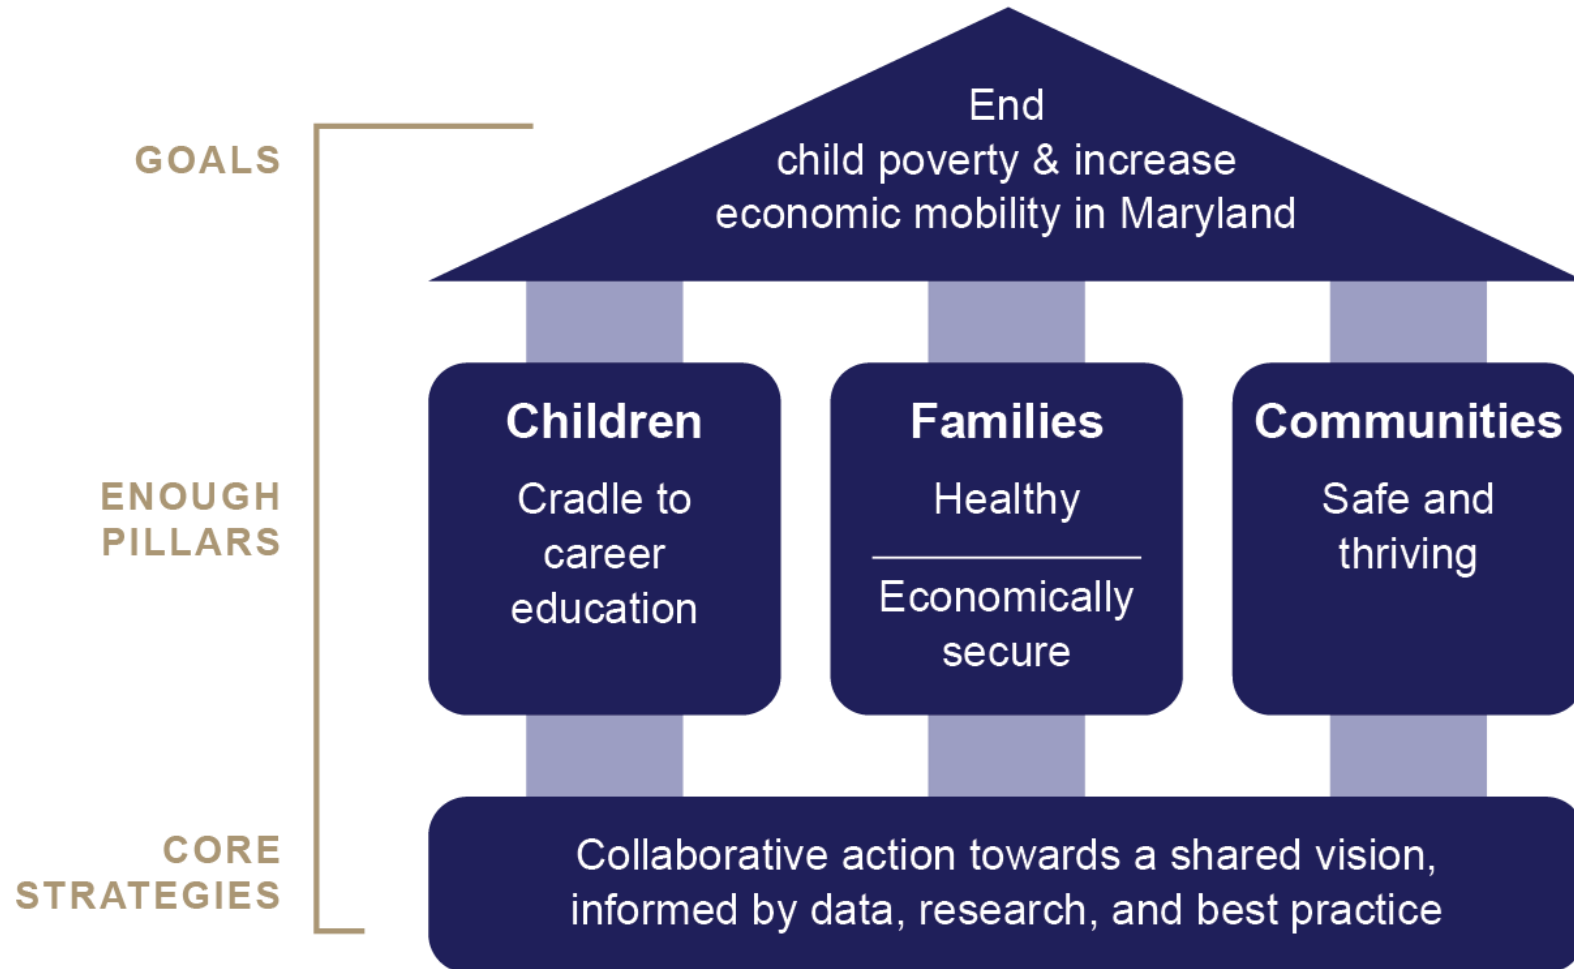 GOALS
End
child poverty & increase
economic mobility in Maryland
ENOUGH
PILLARS
Children
Cradle to
career
education
Families
Healthy
Economically
secure
Communities
Safe and
thriving
CORE
STRATEGIES
Collaborative action towards a shared vision,
informed by data, research, and best practice